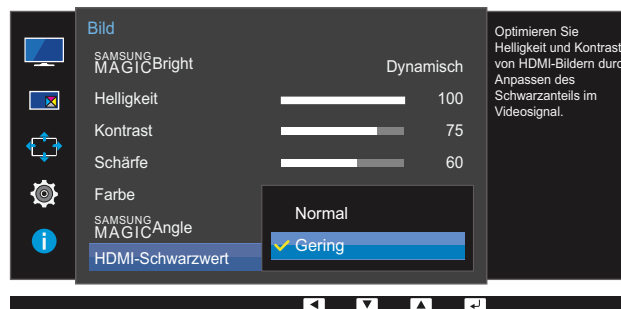 Bild
SAMSUNG MAGICBright Dynamisch
Helligkeit 100
Kontrast 75
Schärfe 60
Farbe
SAMSUNG MAGICAngle
HDMI-Schwarzwert
Normal
Gering
Optimieren Sie
Helligkeit und Kontrast
von HDMI-Bildern durc
Anpassen des
Schwarzanteils im
Videosignal.